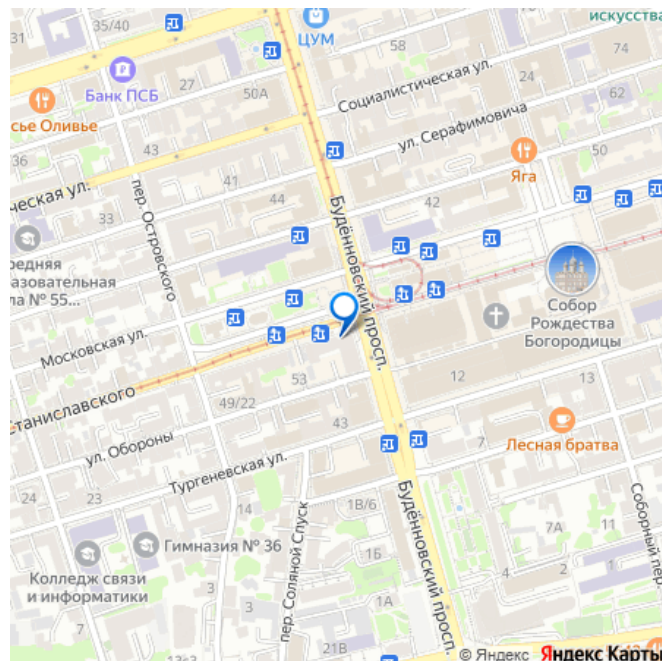 35/40
искусства
ЦУМ
58
74
Банк ПСБ
27
50А
Социалистическая ул.
24
62
сье Оливье
ул. Серафимовича
36
43
50
Яга
ческая ул.
41
33
пер. Островского
44
42
Будённовский просп.
редняя
разовательная
ла № 55...
Собор
Рождества
Богородицы
Московская ул.
53
12
13
Станиславского
49/22
43
7
ул. Обороны
Лесная братва
Тургеневская ул.
24
23
14
1В/6
Будённовский просп.
7А
11
Соборный пер.
Гимназия № 36
пер. Соляной Спуск
1Б
4
2
1
Колледж связи
и информатики
7
3
3
21В
© Яндекс Яндекс Карты